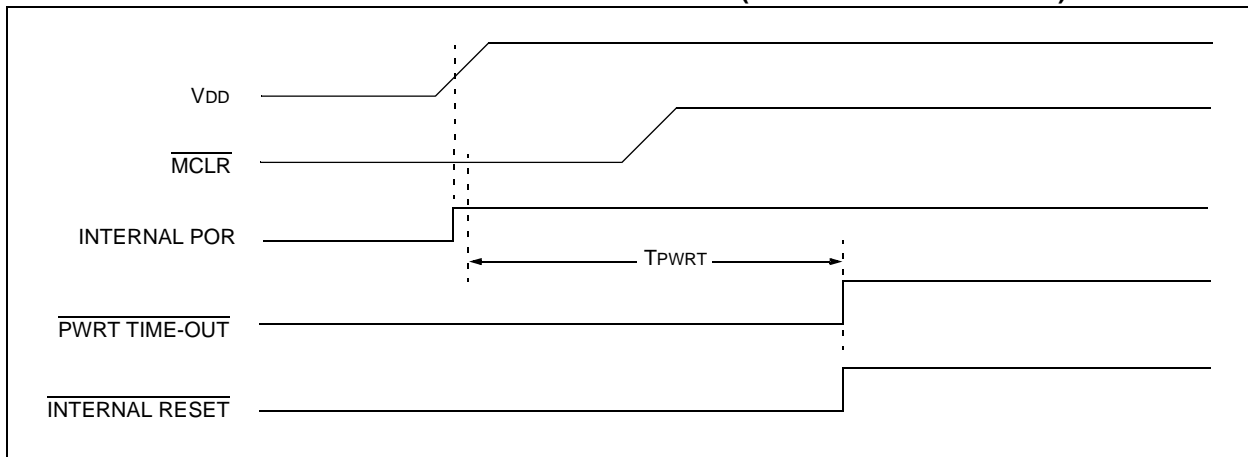 VDD
MCLR
INTERNAL POR
TPWRT
PWRT TIME-OUT
INTERNAL RESET